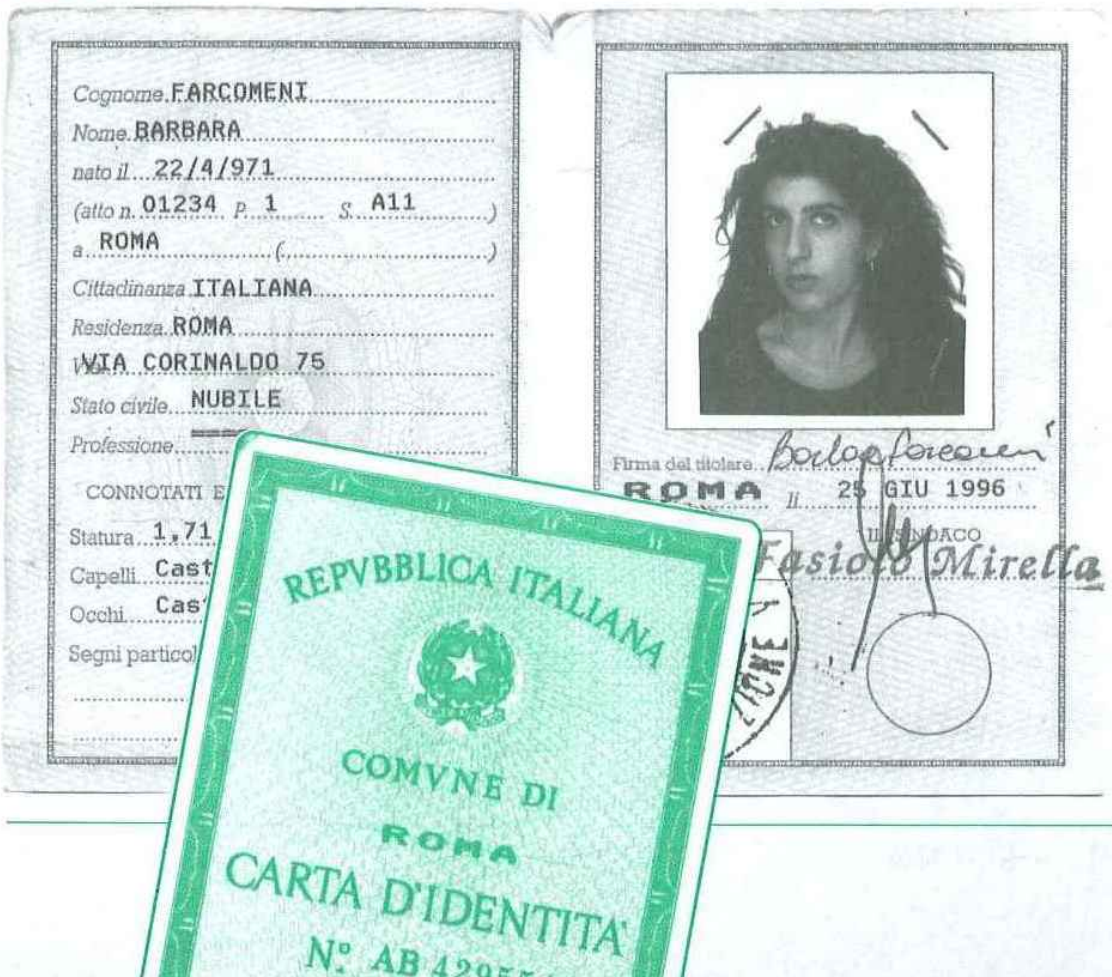 Cognome FARCOMENI
Nome BARBARA
nato il 22/4/971
(atto n. 01234 P. 1 S. A11 )
a ROMA ( )
Cittadinanza ITALIANA
Residenza ROMA
VIA CORINALDO 75
Stato civile NUBILE
Professione ====
CONNOTATI E
Statura 1,71
Capelli Cast
Occhi Cas
Segni particol
Firma del titolare
ROMA li 25 GIU 1996
IL SINDACO
Fasiolo Mirella
REPVBBLICA ITALIANA
COMVNE DI
ROMA
CARTA D'IDENTITA'
N° AB 42955